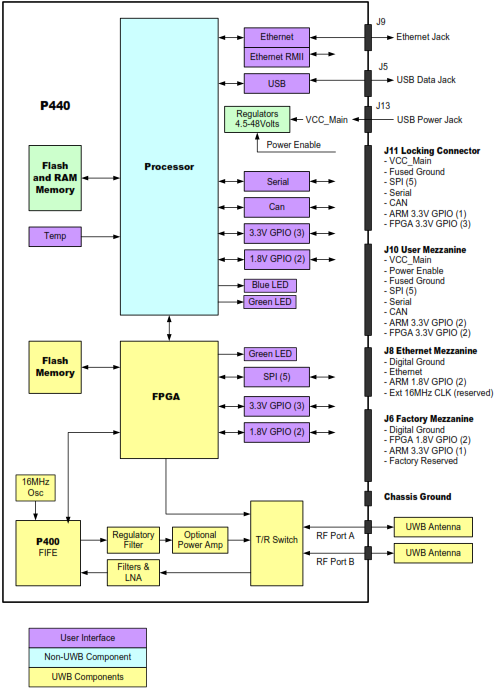 J9
Ethernet
Ethernet Jack
Ethernet RMII
J5
USB
USB Data Jack
P440
J13
Regulators
4.5-48Volts
VCC_Main
USB Power Jack
Power Enable
Processor
Flash
and RAM
Memory
Temp
Serial
Can
3.3V GPIO (3)
1.8V GPIO (2)
Blue LED
Green LED
J11 Locking Connector
- VCC_Main
- Fused Ground
- SPI (5)
- Serial
- CAN
- ARM 3.3V GPIO (1)
- FPGA 3.3V GPIO (3)
J10 User Mezzanine
- VCC_Main
- Power Enable
- Fused Ground
- SPI (5)
- Serial
- CAN
- ARM 3.3V GPIO (2)
- FPGA 3.3V GPIO (2)
Flash
Memory
FPGA
Green LED
SPI (5)
3.3V GPIO (3)
1.8V GPIO (2)
J8 Ethernet Mezzanine
- Digital Ground
- Ethernet
- ARM 1.8V GPIO (2)
- Ext 16MHz CLK (reserved)
J6 Factory Mezzanine
- Digital Ground
- FPGA 1.8V GPIO (2)
- ARM 3.3V GPIO (1)
- Factory Reserved
Chassis Ground
16MHz
Osc
P400
FIFE
Regulatory
Filter
Optional
Power Amp
Filters &
LNA
T/R Switch
RF Port A
UWB Antenna
RF Port B
UWB Antenna
User Interface
Non-UWB Component
UWB Components